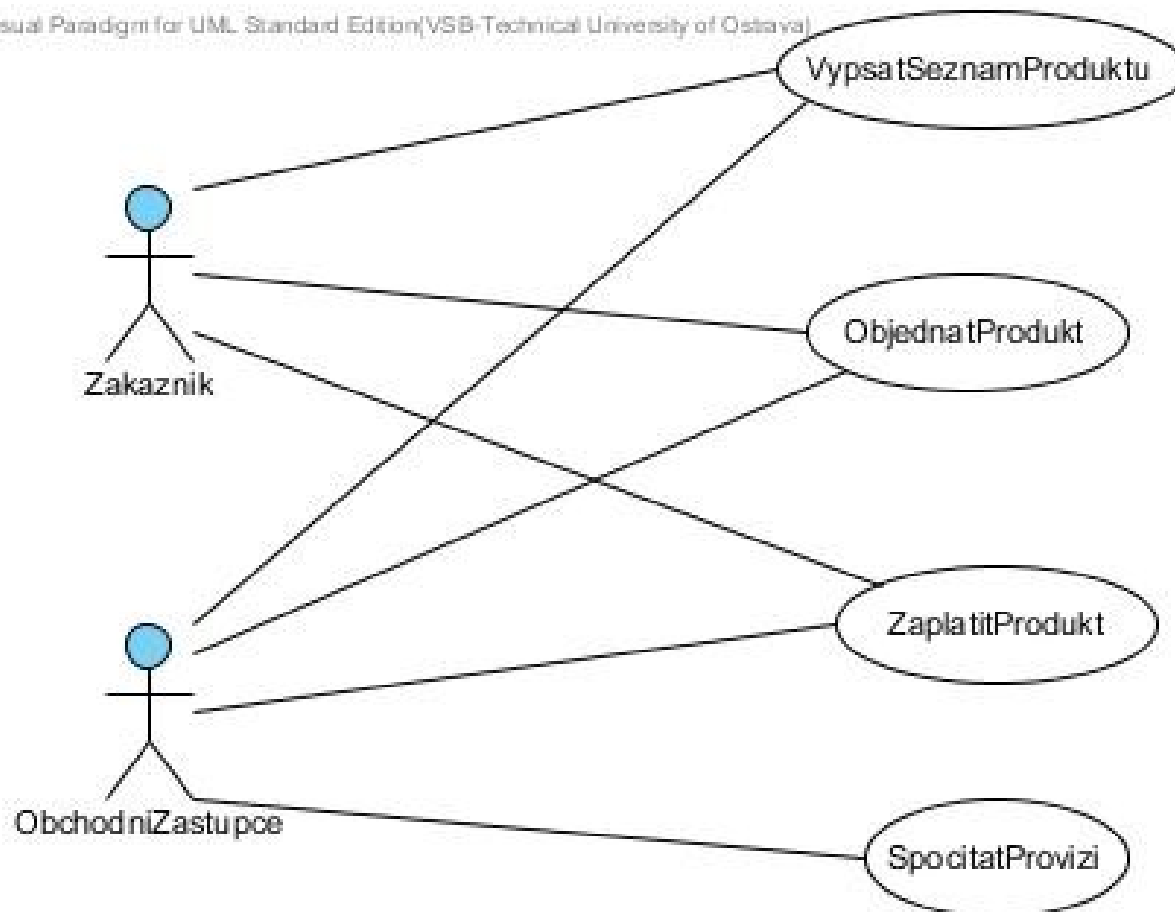 sual Paradigm for UML Standard Edition(VSB-Technical University of Ostrava)
VypsatSeznamProduktu
Zakaznik
ObjednatProdukt
ZaplatitProdukt
ObchodniZastupce
SpocitatProvizi